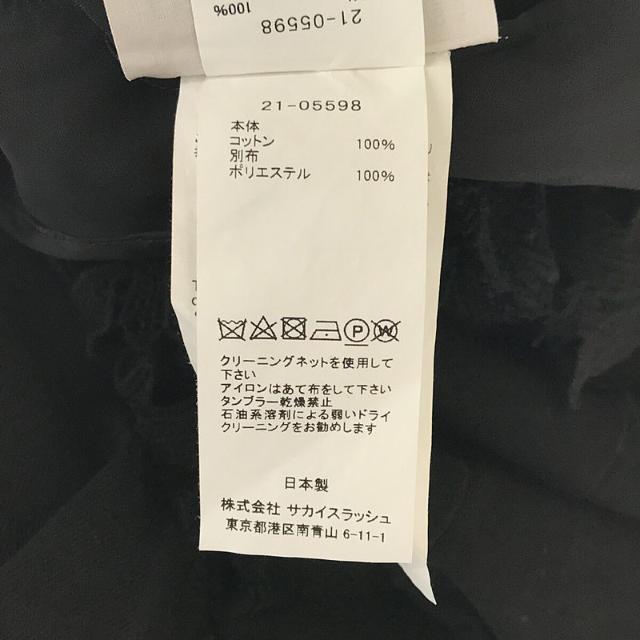 100%
21-05598
21-05598
本体
コットン 100%
別布
ポリエステル 100%
P W
クリーニングネットを使用して
下さい
アイロンはあて布をして下さい
タンブラー乾燥禁止
石油系溶剤による弱いドライ
クリーニングをお勧めします
日本製
株式会社 サカイスラッシュ
東京都港区南青山 6-11-1